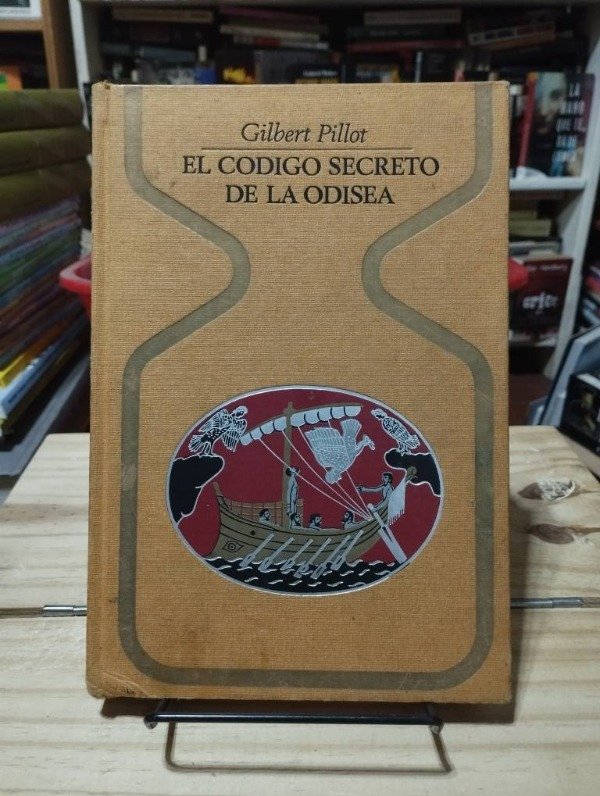 Gilbert Pillot
EL CODIGO SECRETO
DE LA ODISEA